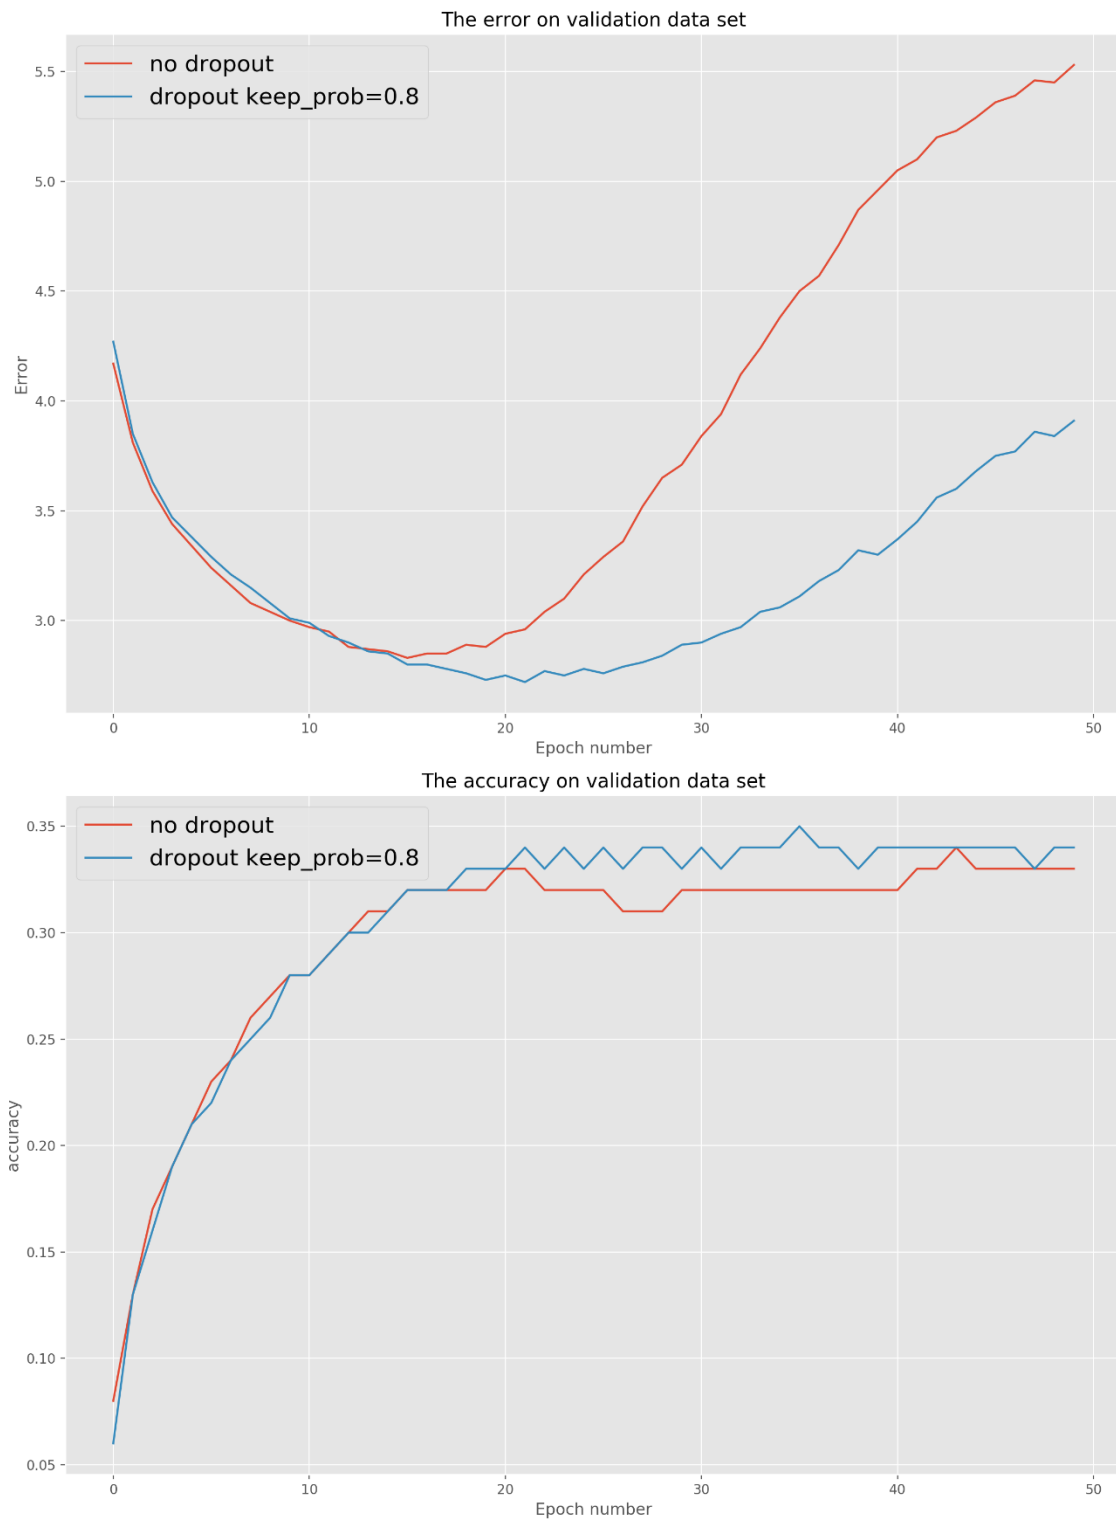 The error on validation data set
no dropout
dropout keep_prob=0.8
5.5
5.0
4.5
4.0
3.5
3.0
Error
0 10 20 30 40 50
Epoch number
The accuracy on validation data set
no dropout
dropout keep_prob=0.8
0.35
0.30
0.25
0.20
0.15
0.10
0.05
accuracy
0 10 20 30 40 50
Epoch number